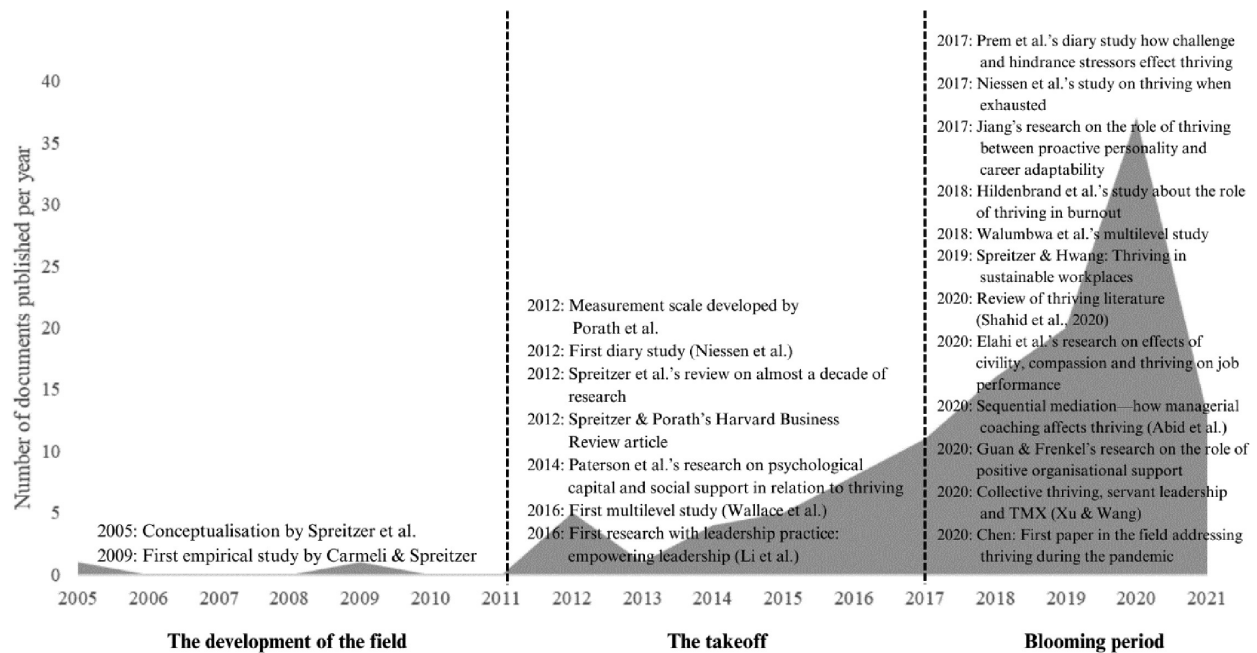 Number of documents published per year
40
35
30
25
20
15
10
5
0
2005: Conceptualisation by Spreitzer et al.
2009: First empirical study by Carmeli & Spreitzer
2012: Measurement scale developed by
Porath et al.
2012: First diary study (Niessen et al.)
2012: Spreitzer et al.'s review on almost a decade of
research
2012: Spreitzer & Porath's Harvard Business
Review article
2014: Paterson et al.'s research on psychological
capital and social support in relation to thriving
2016: First multilevel study (Wallace et al.)
2016: First research with leadership practice:
empowering leadership (Li et al.)
2017: Prem et al.'s diary study how challenge
and hindrance stressors effect thriving
2017: Niessen et al.'s study on thriving when
exhausted
2017: Jiang's research on the role of thriving
between proactive personality and
career adaptability
2018: Hildenbrand et al.'s study about the role
of thriving in burnout
2018: Walumbwa et al.'s multilevel study
2019: Spreitzer & Hwang: Thriving in
sustainable workplaces
2020: Review of thriving literature
(Shahid et al., 2020)
2020: Elahi et al.'s research on effects of
civility, compassion and thriving on job
performance
2020: Sequential mediation—how managerial
coaching affects thriving (Abid et al.)
2020: Guan & Frenkel's research on the role of
positive organisational support
2020: Collective thriving, servant leadership
and TMX (Xu & Wang)
2020: Chen: First paper in the field addressing
thriving during the pandemic
2005 2006 2007 2008 2009 2010 2011 2012 2013 2014 2015 2016 2017 2018 2019 2020 2021
The development of the field
The takeoff
Blooming period